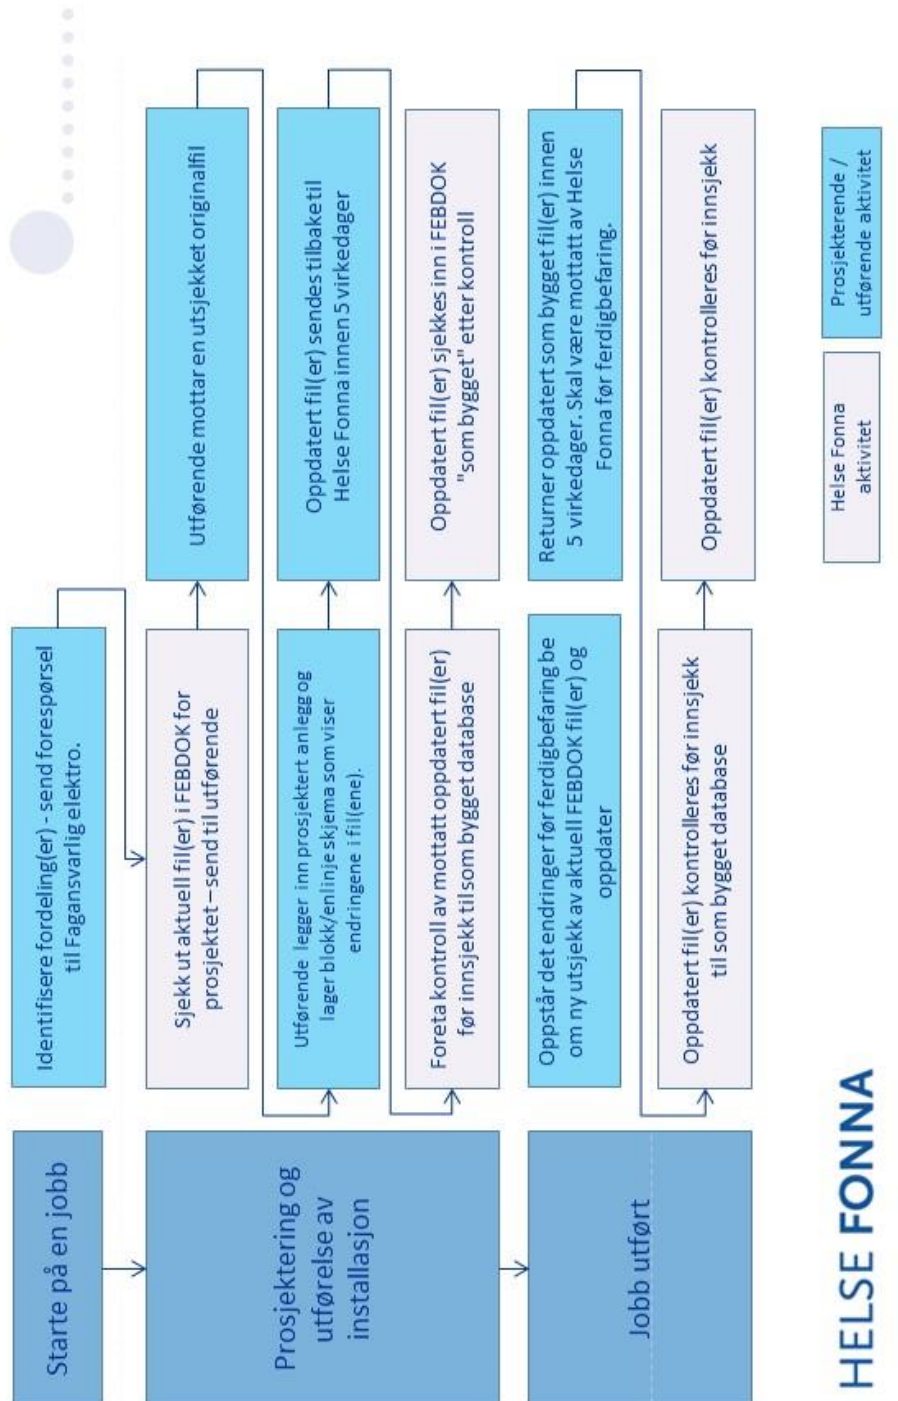 Starte på en jobb
Identifisere fordeling(er) - send forespørsel
til Fagansvarlig elektro.
Prosjektering og
utførelse av
installasjon
Sjekk ut aktuell fil(er) i FEBDOK for
prosjektet – send til utførende
Utførende mottar en utsjekket originalfil
Utførende legger inn prosjektert anlegg og
lager blokk/enlinje skjema som viser
endringene i fil(ene).
Oppdatert fil(er) sendes tilbake til
Helse Fonna innen 5 virkedager
Foreta kontroll av mottatt oppdatert fil(er)
før innsjekk til som bygget database
Oppdatert fil(er) sjekkes inn i FEBDOK
"som bygget" etter kontroll
Jobb utført
Oppstår det endringer før ferdigbefaring be
om ny utsjekk av aktuell FEBDOK fil(er) og
oppdater
Returner oppdatert som bygget fil(er) innen
5 virkedager. Skal være mottatt av Helse
Fonna før ferdigbefaring.
Oppdatert fil(er) kontrolleres før innsjekk
til som bygget database
Oppdatert fil(er) kontrolleres før innsjekk
HELSE FONNA
Helse Fonna
aktivitet
Prosjekterende /
utførende aktivitet